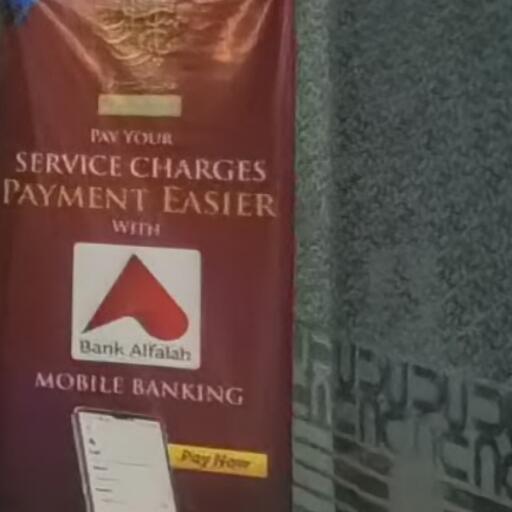 PAY YOUR
SERVICE CHARGES
PAYMENT EASIER
WITH
Bank Alfalah
MOBILE BANKING
Pay Now